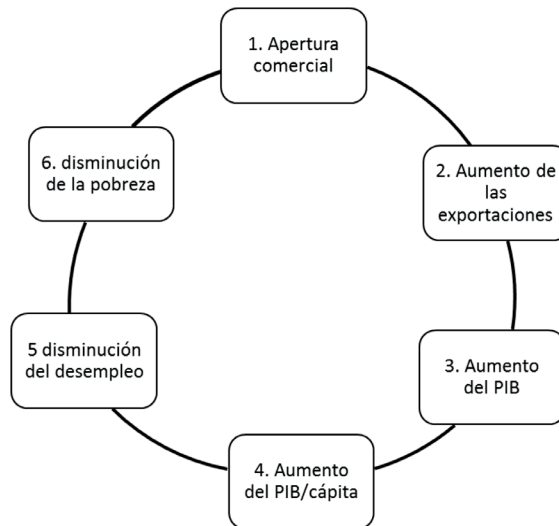 1. Apertura
comercial
2. Aumento de
las
exportaciones
3. Aumento
del PIB
4. Aumento
del PIB/cápita
5 disminución
del desempleo
6. disminución
de la pobreza